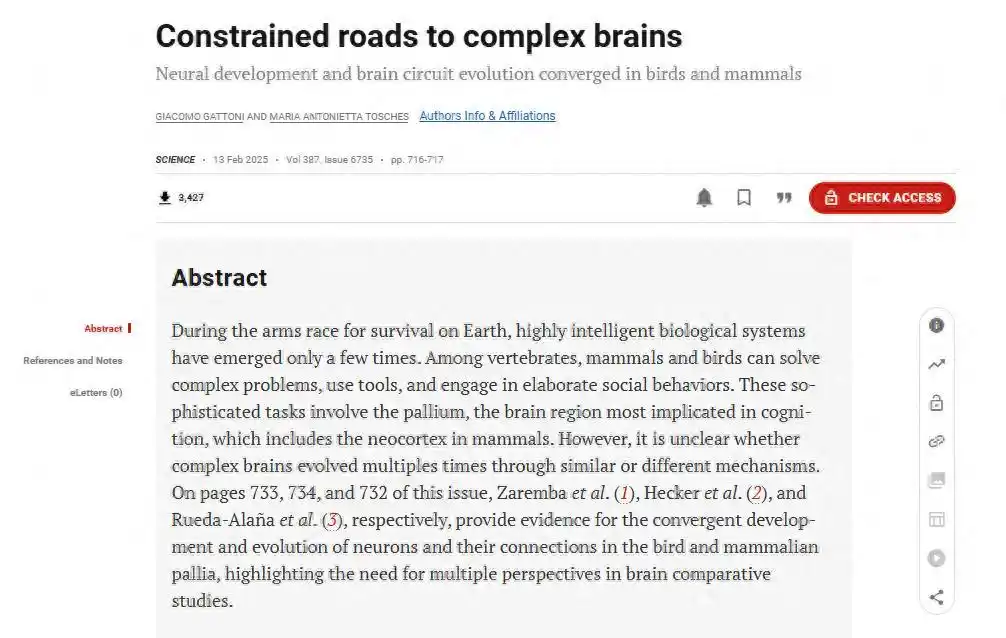 Constrained roads to complex brains
Neural development and brain circuit evolution converged in birds and mammals
GIACOMO GATTONI AND MARIA ANTONIETTA TOSCHES Authors Info & Affiliations
SCIENCE · 13 Feb 2025 · Vol 387, Issue 6735 · pp. 716-717
3,427
CHECK ACCESS
Abstract
References and Notes
eLetters (0)
Abstract
During the arms race for survival on Earth, highly intelligent biological systems
have emerged only a few times. Among vertebrates, mammals and birds can solve
complex problems, use tools, and engage in elaborate social behaviors. These so-
phisticated tasks involve the pallium, the brain region most implicated in cogni-
tion, which includes the neocortex in mammals. However, it is unclear whether
complex brains evolved multiples times through similar or different mechanisms.
On pages 733, 734, and 732 of this issue, Zaremba et al. (1), Hecker et al. (2), and
Rueda-Alaña et al. (3), respectively, provide evidence for the convergent develop-
ment and evolution of neurons and their connections in the bird and mammalian
pallia, highlighting the need for multiple perspectives in brain comparative
studies.